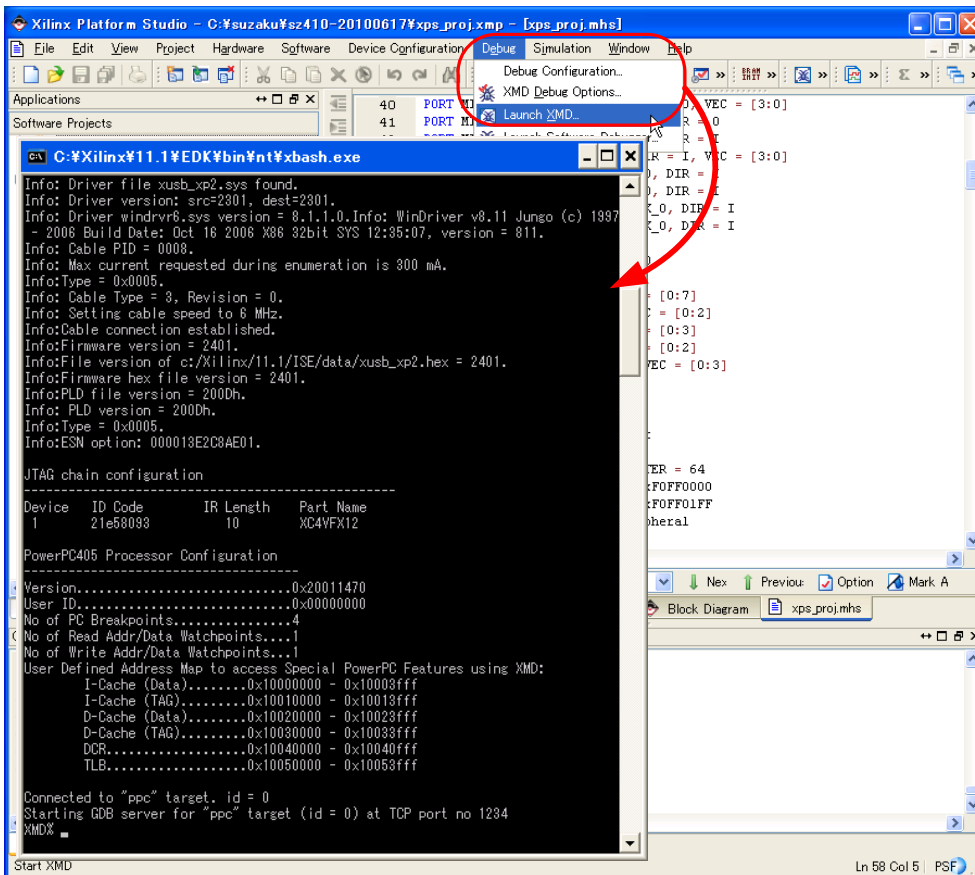 Xilinx Platform Studio - C:¥suzaku¥sz410-20100617¥xps_proj.xmp - [xps_proj.mhs]
File Edit View Project Hardware Software Device Configuration Debug Simulation Window Help
Debug Configuration...
XMD Debug Options...
Launch XMD...
Applications
Software Projects
40 PORT
O, VEC = [3:0]
41 PORT
R = O
R = I
R = I, VEC = [3:0]
O, DIR = I
O, DIR = I
K_0, DIR = I
K_0, DIR = I
= [0:7]
C = [0:2]
= [0:3]
= [0:2]
VEC = [0:3]
TER = 64
xF0FF0000
xF0FF01FF
pheral
C:¥Xilinx¥11.1¥EDK¥bin¥nt¥xbash.exe
Info: Driver file xusb_xp2.sys found.
Info: Driver version: src=2301, dest=2301.
Info: Driver windrvr6.sys version = 8.1.1.0.Info: WinDriver v8.11 Jungo (c) 1997
- 2006 Build Date: Oct 16 2006 X86 32bit SYS 12:35:07, version = 811.
Info: Cable PID = 0008.
Info: Max current requested during enumeration is 300 mA.
Info:Type = 0x0005.
Info: Cable Type = 3, Revision = 0.
Info: Setting cable speed to 6 MHz.
Info:Cable connection established.
Info:Firmware version = 2401.
Info:File version of c:/Xilinx/11.1/ISE/data/xusb_xp2.hex = 2401.
Info:Firmware hex file version = 2401.
Info:PLD file version = 200Dh.
Info: PLD version = 200Dh.
Info:Type = 0x0005.
Info:ESN option: 000013E2C8AE01.
JTAG chain configuration
--------------------------------------------------
Device ID Code IR Length Part Name
1 21e58093 10 XC4VFX12
PowerPC405 Processor Configuration
-------------------------------------
Version............................0x20011470
User ID............................0x00000000
No of PC Breakpoints...............4
No of Read Addr/Data Watchpoints....1
No of Write Addr/Data Watchpoints...1
User Defined Address Map to access Special PowerPC Features using XMD:
I-Cache (Data)........0x10000000 - 0x10003fff
I-Cache (TAG).........0x10010000 - 0x10013fff
D-Cache (Data)........0x10020000 - 0x10023fff
D-Cache (TAG).........0x10030000 - 0x10033fff
DCR..................0x10040000 - 0x10040fff
TLB..................0x10050000 - 0x10053fff
Connected to "ppc" target. id = 0
Starting GDB server for "ppc" target (id = 0) at TCP port no 1234
XMD%
Nex Previou: Option Mark A
Block Diagram xps_proj.mhs
Start XMD
Ln 58 Col 5 PSF